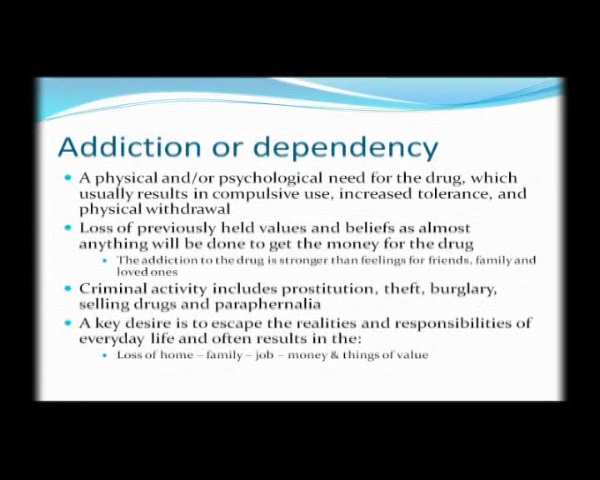 Addiction or dependency
• A physical and/or psychological need for the drug, which
usually results in compulsive use, increased tolerance, and
physical withdrawal
• Loss of previously held values and beliefs as almost
anything will be done to get the money for the drug
• The addiction to the drug is stronger than feelings for friends, family and
loved ones
• Criminal activity includes prostitution, theft, burglary,
selling drugs and paraphernalia
• A key desire is to escape the realities and responsibilities of
everyday life and often results in the:
• Loss of home – family – job – money & things of value